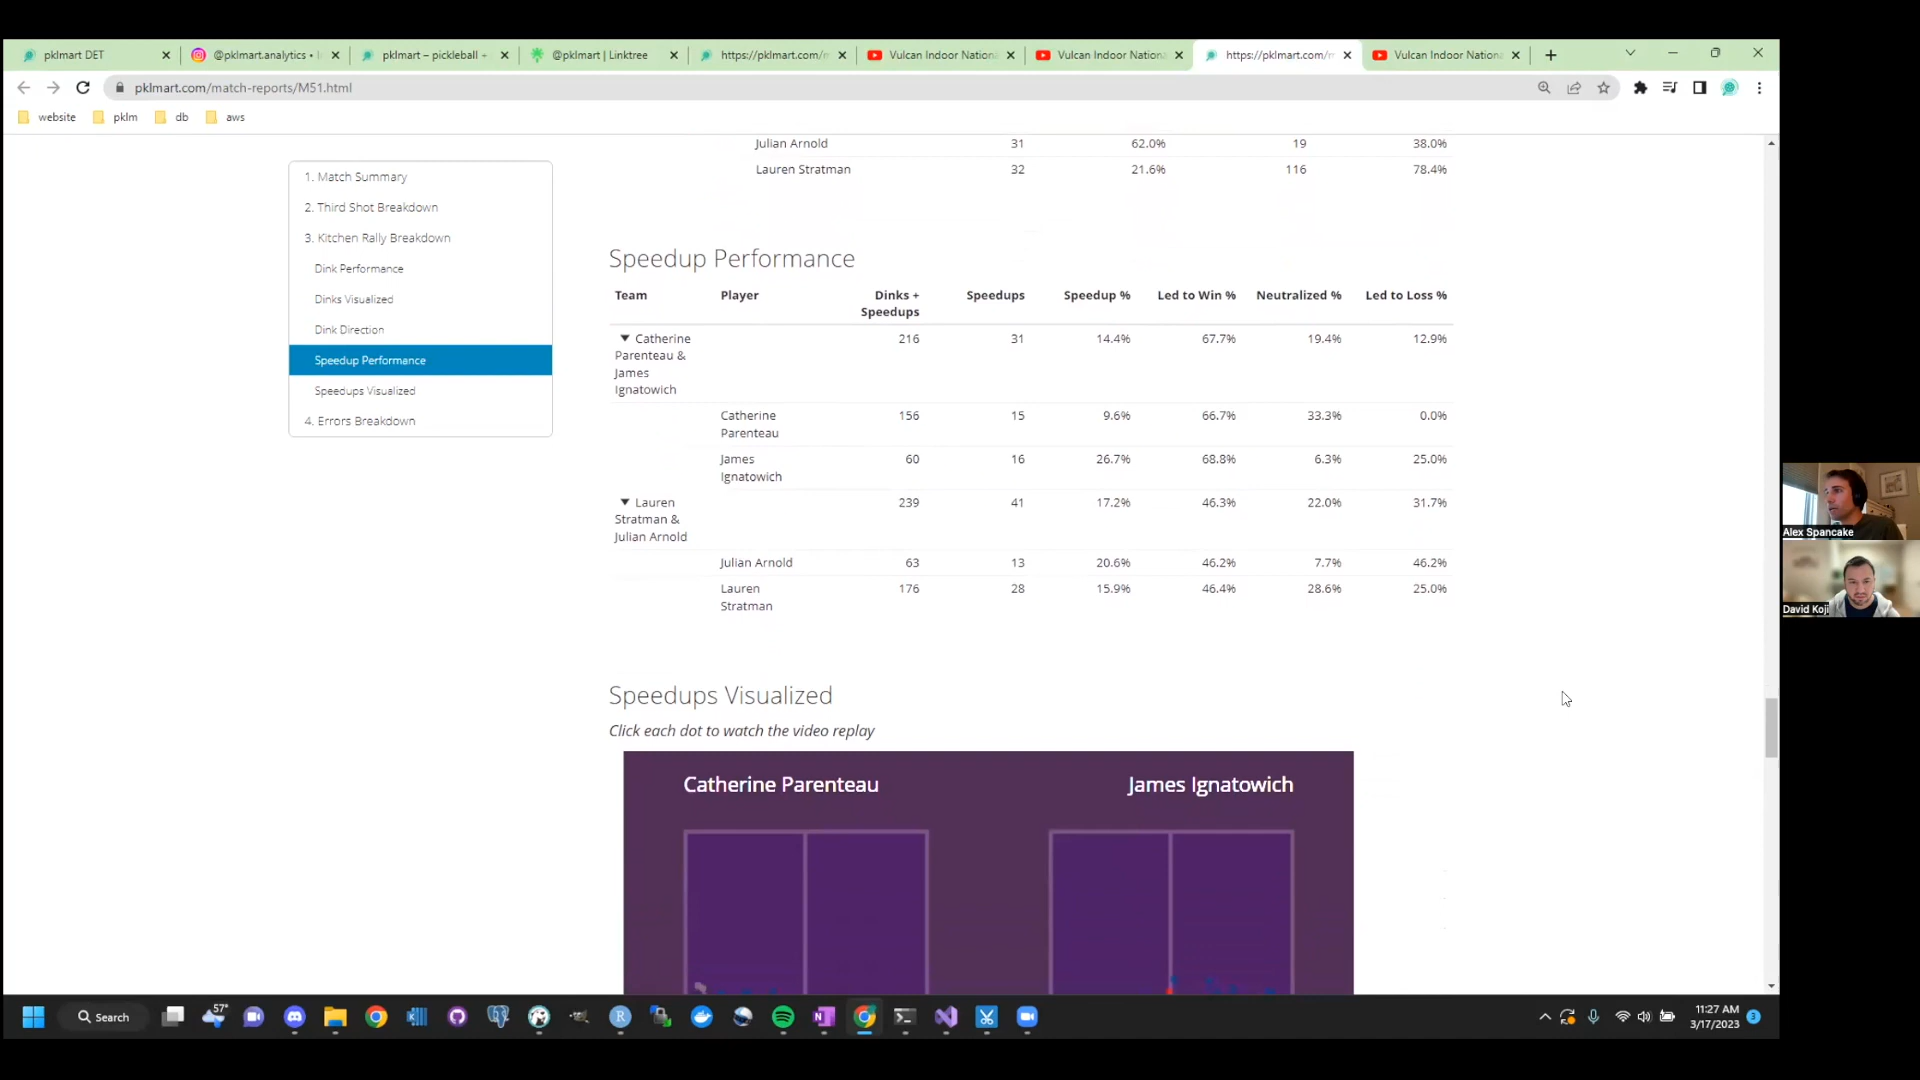 pklmart DET
@pklmart.analytics •
pklmart – pickleball +
@pklmart | Linktree
https://pklmart.com/m
Vulcan Indoor Nationa
Vulcan Indoor Nationa
https://pklmart.com/m
Vulcan Indoor Nationa
pklmart.com/match-reports/M51.html
website
pklm
db
aws
1. Match Summary
2. Third Shot Breakdown
3. Kitchen Rally Breakdown
Dink Performance
Dinks Visualized
Dink Direction
Speedup Performance
Speedups Visualized
4. Errors Breakdown
Julian Arnold 31 62.0% 19 38.0%
Lauren Stratman 32 21.6% 116 78.4%
Speedup Performance
Team Player Dinks + Speedups Speedups Speedup % Led to Win % Neutralized % Led to Loss %
▼ Catherine 216 31 14.4% 67.7% 19.4% 12.9%
Parenteau &
James
Ignatowich
Catherine 156 15 9.6% 66.7% 33.3% 0.0%
Parenteau
James 60 16 26.7% 68.8% 6.3% 25.0%
Ignatowich
▼ Lauren 239 41 17.2% 46.3% 22.0% 31.7%
Stratman &
Julian Arnold
Julian Arnold 63 13 20.6% 46.2% 7.7% 46.2%
Lauren 176 28 15.9% 46.4% 28.6% 25.0%
Stratman
Speedups Visualized
Click each dot to watch the video replay
Catherine Parenteau
James Ignatowich
Alex Spancake
David Koji
57°
Search
11:27 AM
3/17/2023
3